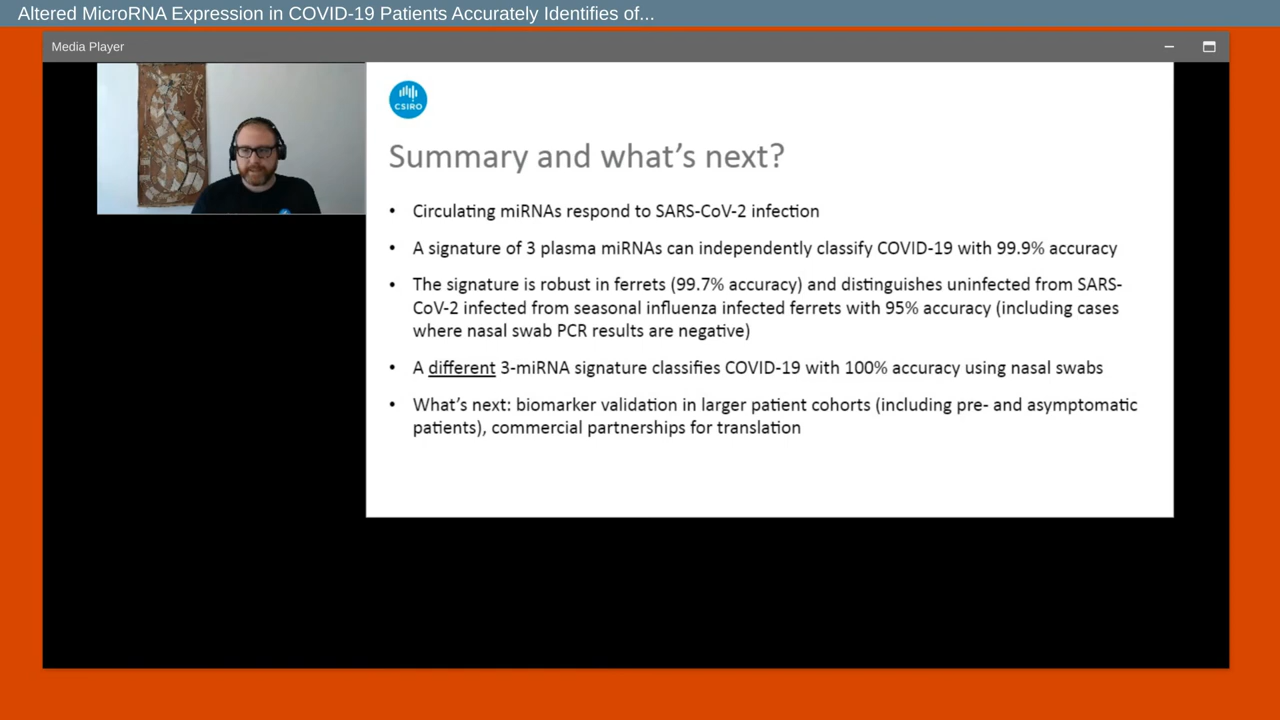 Altered MicroRNA Expression in COVID-19 Patients Accurately Identifies of...
Media Player
CSIRO
Summary and what's next?
• Circulating miRNAs respond to SARS-CoV-2 infection
• A signature of 3 plasma miRNAs can independently classify COVID-19 with 99.9% accuracy
• The signature is robust in ferrets (99.7% accuracy) and distinguishes uninfected from SARS-
CoV-2 infected from seasonal influenza infected ferrets with 95% accuracy (including cases
where nasal swab PCR results are negative)
• A different 3-miRNA signature classifies COVID-19 with 100% accuracy using nasal swabs
• What's next: biomarker validation in larger patient cohorts (including pre- and asymptomatic
patients), commercial partnerships for translation